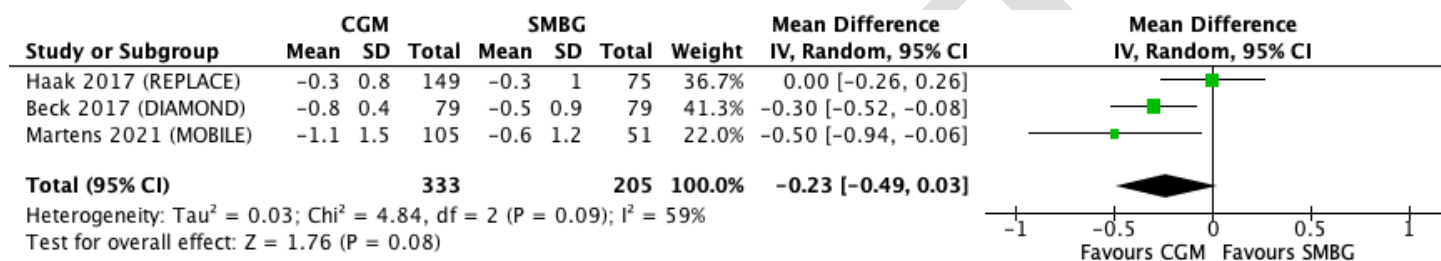 CGM SMBG Mean Difference Mean Difference
Study or Subgroup Mean SD Total Mean SD Total Weight IV, Random, 95% CI IV, Random, 95% CI
Haak 2017 (REPLACE) −0.3 0.8 149 −0.3 1 75 36.7% 0.00 [−0.26, 0.26]
Beck 2017 (DIAMOND) −0.8 0.4 79 −0.5 0.9 79 41.3% −0.30 [−0.52, −0.08]
Martens 2021 (MOBILE) −1.1 1.5 105 −0.6 1.2 51 22.0% −0.50 [−0.94, −0.06]
Total (95% CI) 333 205 100.0% −0.23 [−0.49, 0.03]
Heterogeneity: Tau² = 0.03; Chi² = 4.84, df = 2 (P = 0.09); I² = 59%
Test for overall effect: Z = 1.76 (P = 0.08)
−1 −0.5 0 0.5 1
Favours CGM Favours SMBG